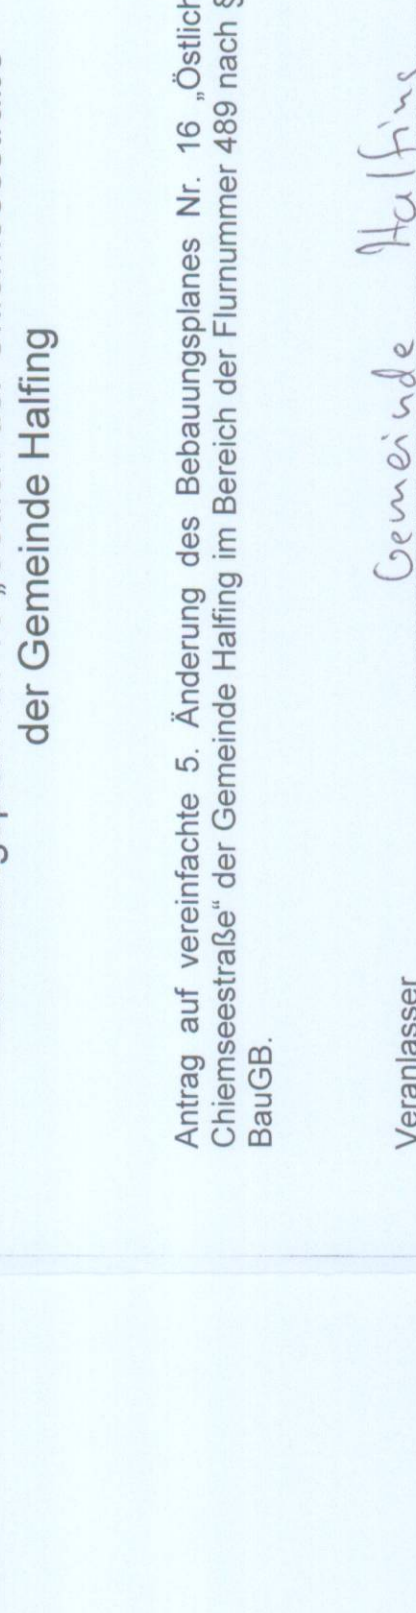 der Gemeinde Halfing
Antrag auf vereinfachte 5. Änderung des Bebauungsplanes Nr. 16 „Östlich
Chiemseestraße“ der Gemeinde Halfing im Bereich der Flurnummer 489 nach §
BauGB.
Gemeinde Halfing
Veranlasser